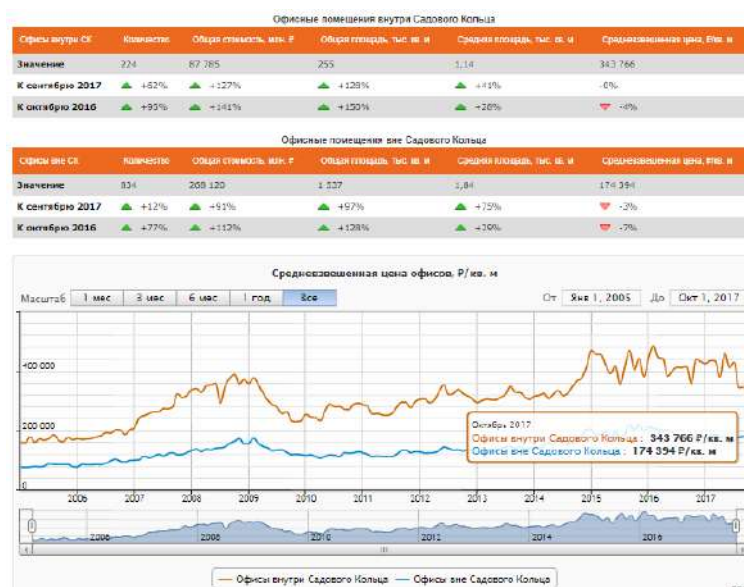 Офисные помещения внутри Садового Кольца
Офисы внутри СК Количество Общая стоимость, млн. ₽ Общая площадь, тыс. кв. м Средняя площадь, тыс. кв. м Средневзвешенная цена, ₽/кв. м
Значение 224 87 785 255 1,14 343 766
К сентябрю 2017 +62% +127% +128% +41% -0%
К октябрю 2016 +95% +141% +150% +28% -4%
Офисные помещения вне Садового Кольца
Офисы вне СК Количество Общая стоимость, млн. ₽ Общая площадь, тыс. кв. м Средняя площадь, тыс. кв. м Средневзвешенная цена, ₽/кв. м
Значение 834 268 120 1 537 1,84 174 394
К сентябрю 2017 +12% +91% +97% +75% -3%
К октябрю 2016 +77% +112% +128% +29% -7%
Средневзвешенная цена офисов, ₽/кв. м
Масштаб 1 мес 3 мес 6 мес 1 год Все От Янв 1, 2005 До Окт 1, 2017
400 000
200 000
Октябрь 2017
Офисы внутри Садового Кольца : 343 766 ₽/кв. м
Офисы вне Садового Кольца : 174 394 ₽/кв. м
0
2006 2007 2008 2009 2010 2011 2012 2013 2014 2015 2016 2017
2006 2008 2010 2012 2014 2016
Офисы внутри Садового Кольца Офисы вне Садового Кольца